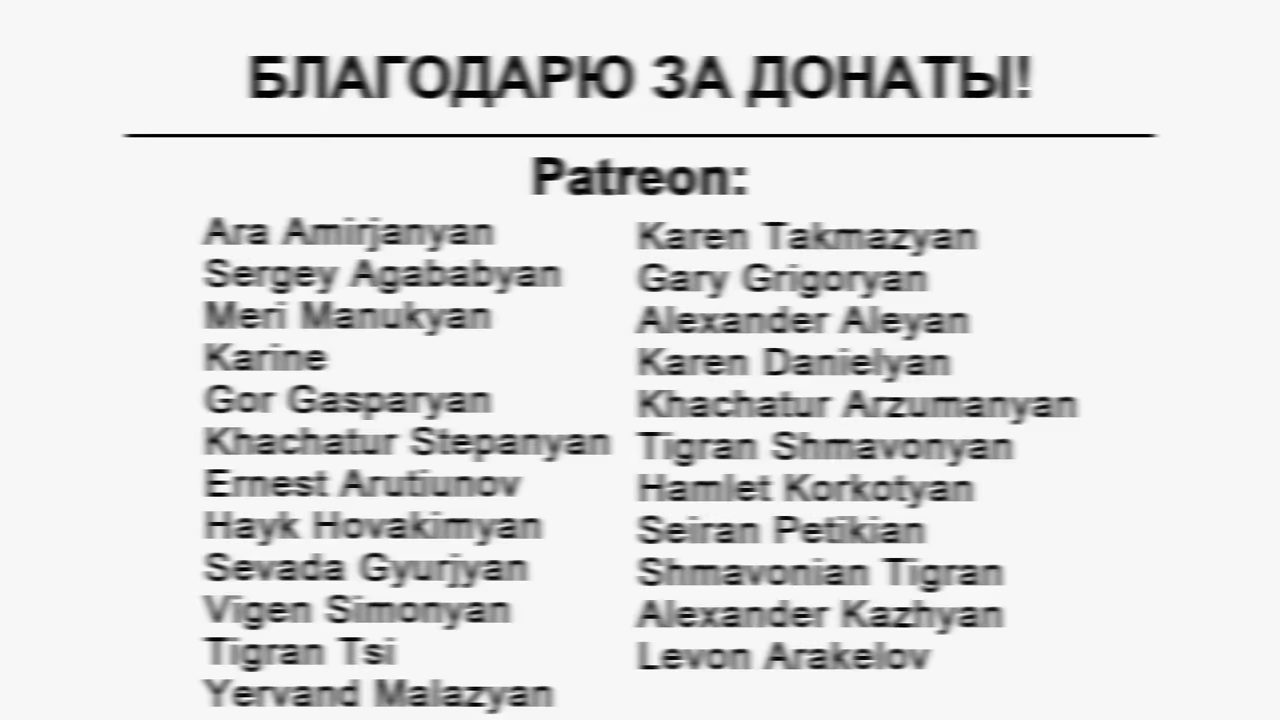 БЛАГОДАРЮ ЗА ДОНАТЫ!
Patreon:
Ara Amirjanyan
Sergey Agababyan
Meri Manukyan
Karine
Gor Gasparyan
Khachatur Stepanyan
Ernest Arutiunov
Hayk Hovakimyan
Sevada Gyurjyan
Vigen Simonyan
Tigran Tsi
Yervand Malazyan
Karen Takmazyan
Gary Grigoryan
Alexander Aleyan
Karen Danielyan
Khachatur Arzumanyan
Tigran Shmavonyan
Hamlet Korkotyan
Seiran Petikian
Shmavonian Tigran
Alexander Kazhyan
Levon Arakelov